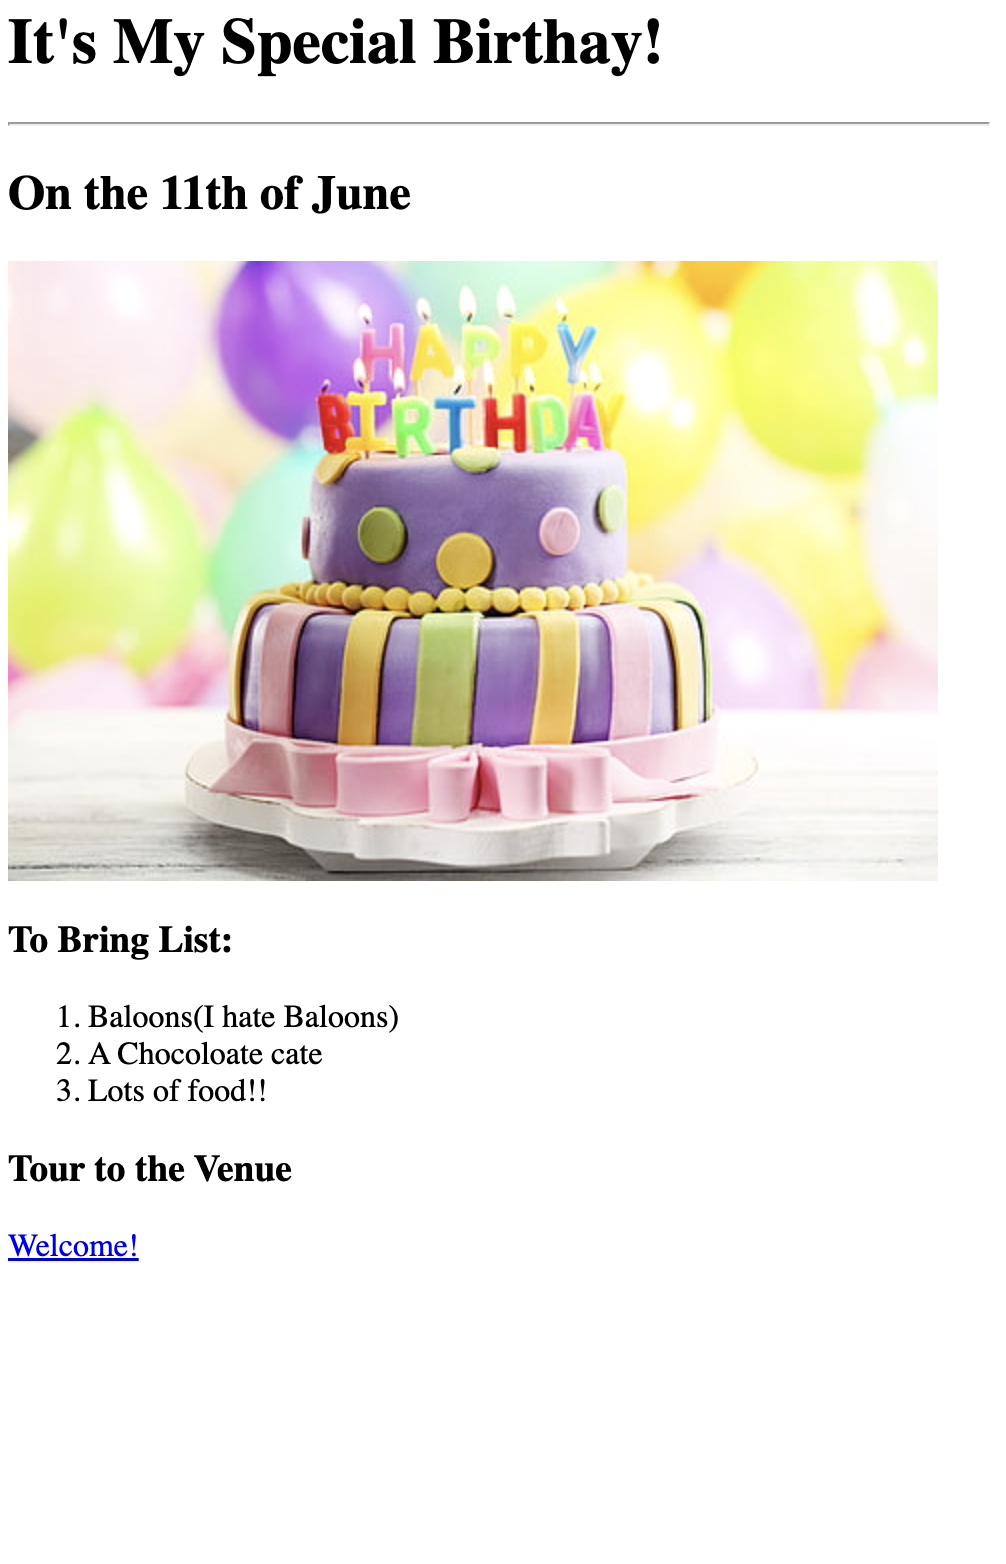 It's My Special Birthay!
On the 11th of June
HAPPY
BIRTHDAY
To Bring List:
1. Baloons(I hate Baloons)
2. A Chocoloate cate
3. Lots of food!!
Tour to the Venue
Welcome!